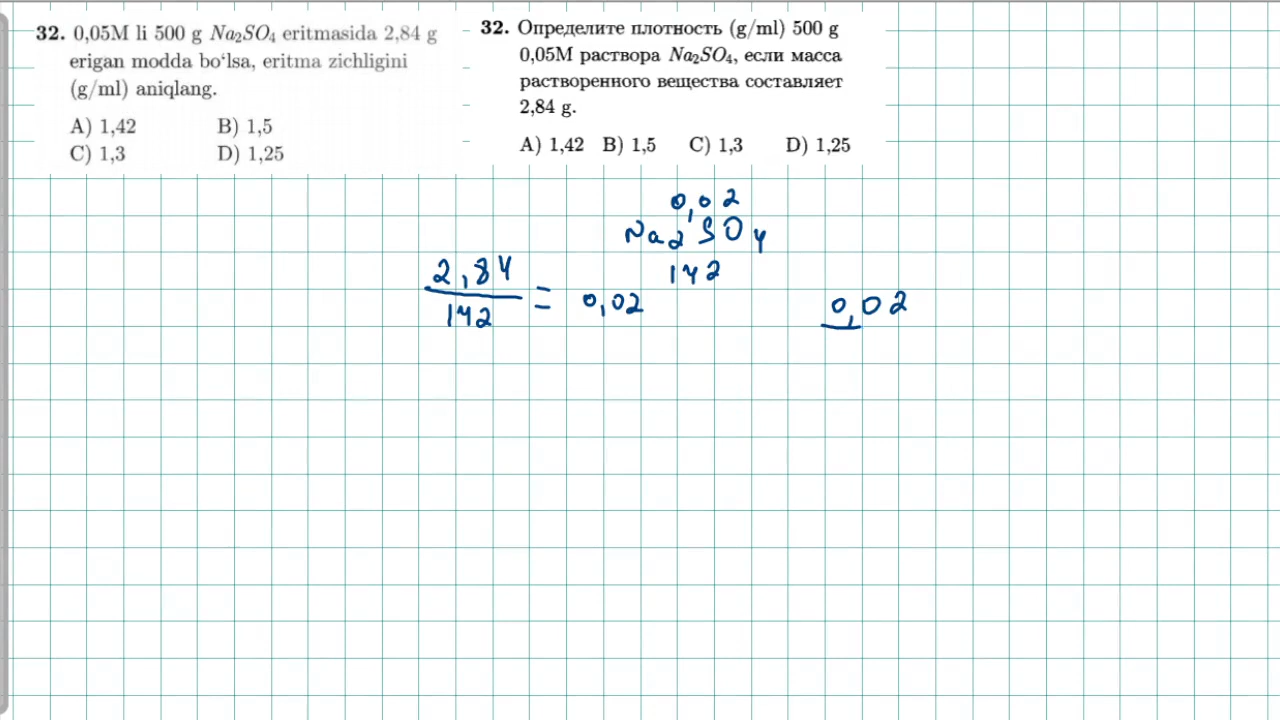 32. 0,05M li 500 g Na₂SO₄ eritmasida 2,84 g
erigan modda bo‘lsa, eritma zichligini
(g/ml) aniqlang.
A) 1,42 B) 1,5
C) 1,3 D) 1,25
32. Определите плотность (g/ml) 500 g
0,05M раствора Na₂SO₄, если масса
растворенного вещества составляет
2,84 g.
A) 1,42 B) 1,5 C) 1,3 D) 1,25
0,02
Na₂SO₄
142
2,84
142
= 0,02
0,02